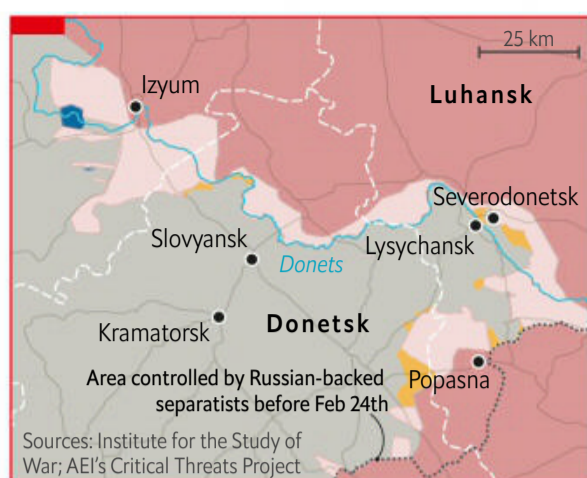 25 km
Izyum
Luhansk
Severodonetsk
Slovyansk
Lysychansk
Donets
Kramatorsk
Donetsk
Area controlled by Russian-backed
separatists before Feb 24th
Popasna
Sources: Institute for the Study of
War; AEI's Critical Threats Project